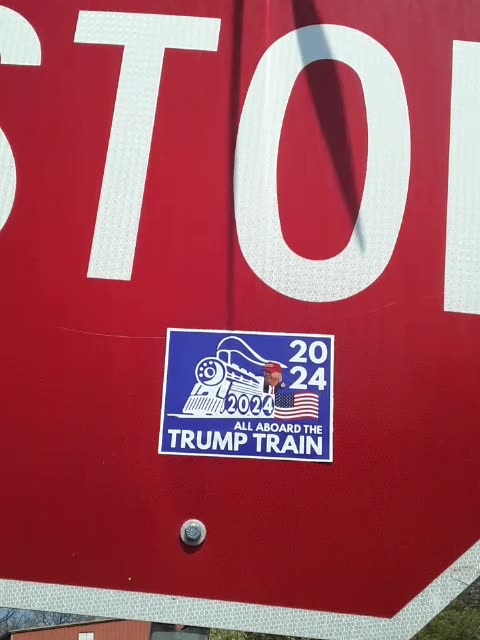 STOP
20
24
2024
ALL ABOARD THE
TRUMP TRAIN